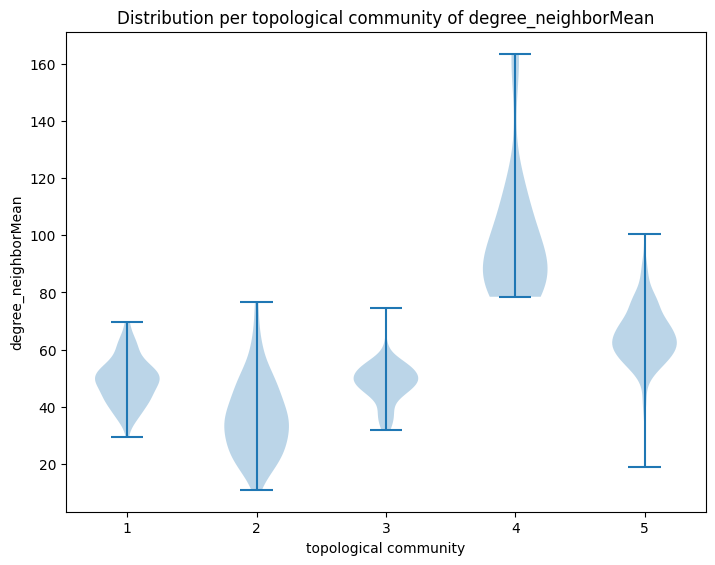 Distribution per topological community of degree_neighborMean
160
140
120
100
80
60
40
20
degree_neighborMean
1 2 3 4 5
topological community